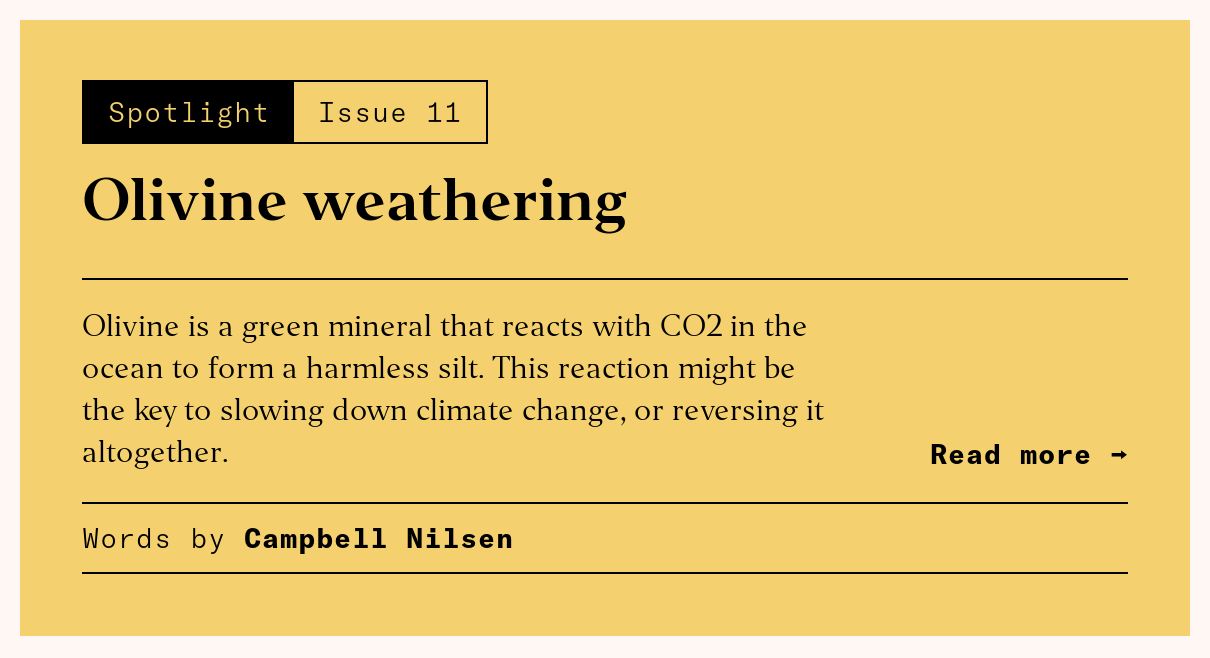 Spotlight Issue 11
Olivine weathering
Olivine is a green mineral that reacts with CO2 in the
ocean to form a harmless silt. This reaction might be
the key to slowing down climate change, or reversing it
altogether.
Read more →
Words by Campbell Nilsen